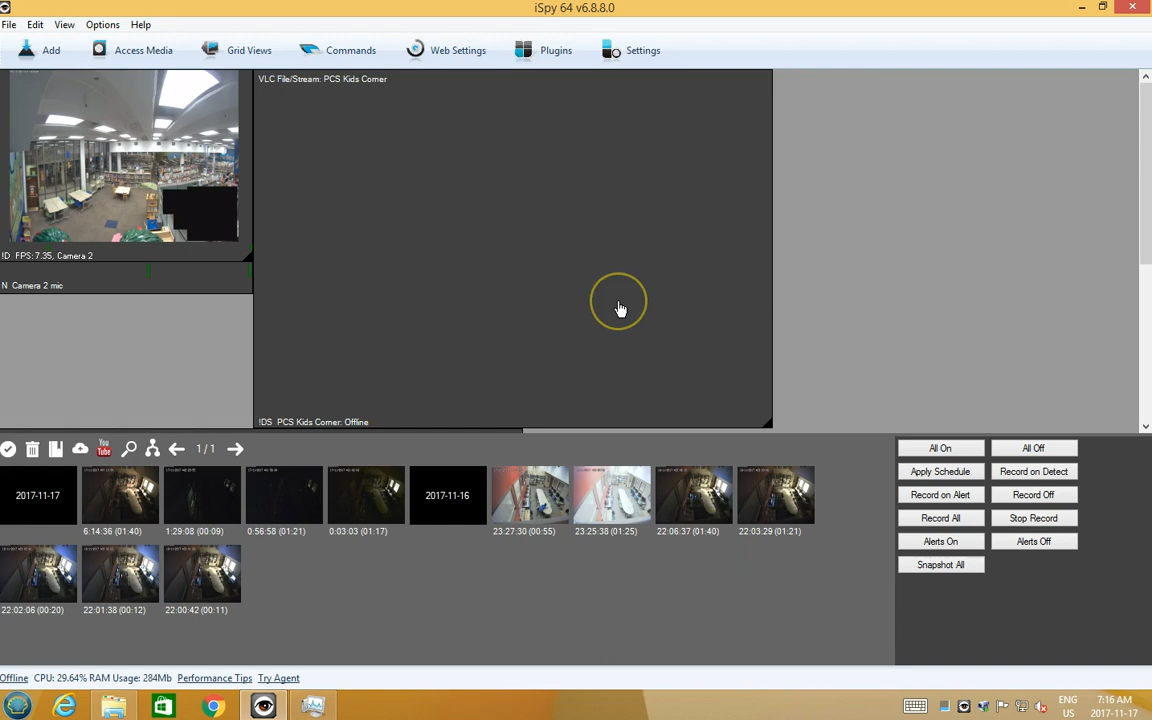 iSpy 64 v6.8.8.0
File Edit View Options Help
Add Access Media Grid Views Commands Web Settings Plugins Settings
VLC File/Stream: PCS Kids Corner
!D FPS: 7.35, Camera 2
N Camera 2 mic
!DS PCS Kids Corner: Offline
You
Tube
1 / 1
2017-11-17
2017-11-16
6:14:36 (01:40) 1:29:08 (00:09) 0:56:58 (01:21) 0:03:03 (01:17) 23:27:30 (00:55) 23:25:38 (01:25) 22:06:37 (01:40) 22:03:29 (01:21)
22:02:06 (00:20) 22:01:38 (00:12) 22:00:42 (00:11)
All On All Off
Apply Schedule Record on Detect
Record on Alert Record Off
Record All Stop Record
Alerts On Alerts Off
Snapshot All
Offline CPU: 29.64% RAM Usage: 284Mb Performance Tips Try Agent
ENG 7:16 AM
US 2017-11-17